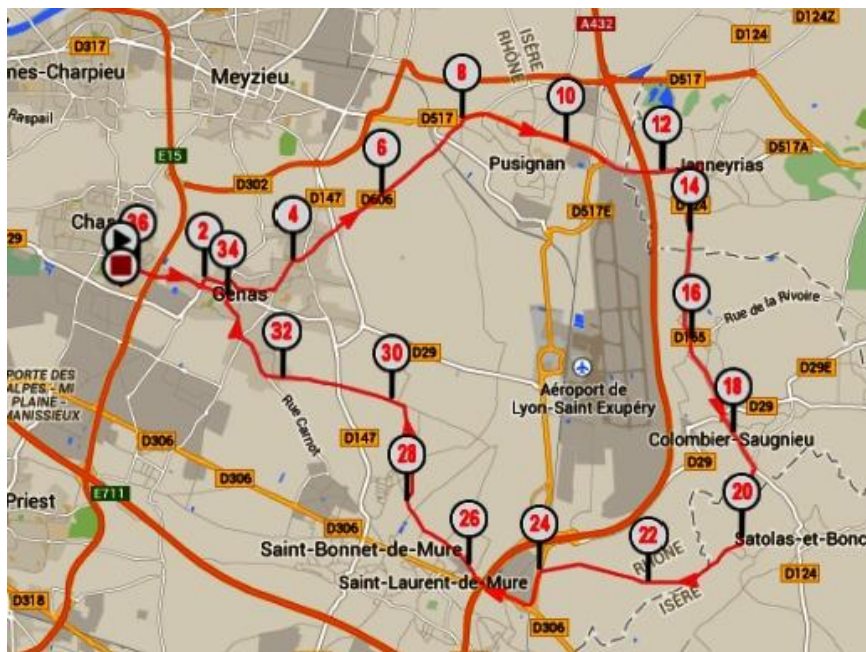 D317
mes-Charpieu
Meyzieu
Raspail
ISÈRE
RHÔNE
A432
D124
D124Z
8
10
D517
D517
E15
6
12
D517A
Pusignan
Janneyrias
D302
D147
D606
14
D124
Chas
36
2
34
4
D517E
29
Genas
16
Rue de la Rivoire
32
30
D29
D165
PORTE DES
ALPES - MI
PLAINE -
MANISSIEUX
Aéroport de
Lyon-Saint Exupéry
18
D29E
D29
Rue Carnot
D306
D147
Colombier-Saugnieu
28
D29
E711
Priest
20
26
24
22
D306
Saint-Bonnet-de-Mure
RHÔNE
Satolas-et-Bonc
Saint-Laurent-de-Mure
ISÈRE
D124
D318
D306